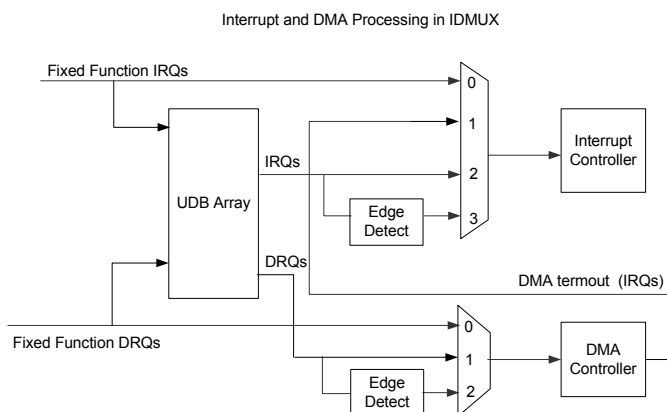 Interrupt and DMA Processing in IDMUX
Fixed Function IRQs
0
1
Interrupt
Controller
IRQs
2
UDB Array
Edge
Detect
3
DRQs
DMA termout (IRQs)
0
Fixed Function DRQs
1
DMA
Controller
Edge
Detect
2